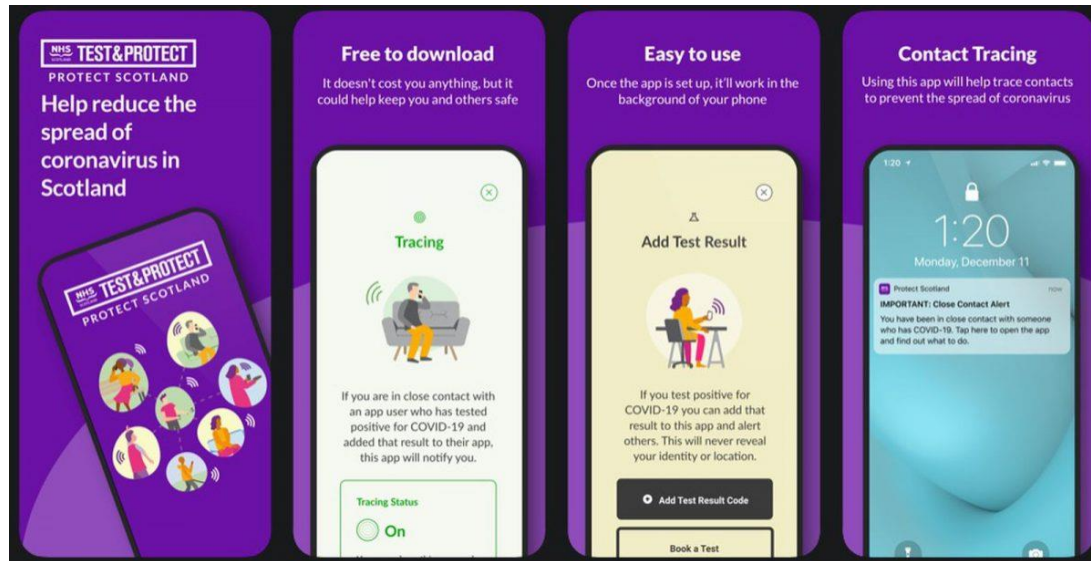 NHS
SCOTLAND
TEST&PROTECT
PROTECT SCOTLAND
Help reduce the
spread of
coronavirus in
Scotland
NHS
SCOTLAND
TEST&PROTECT
PROTECT SCOTLAND
Free to download
It doesn't cost you anything, but it
could help keep you and others safe
Tracing
If you are in close contact with
an app user who has tested
positive for COVID-19 and
added that result to their app,
this app will notify you.
Tracing Status
On
Easy to use
Once the app is set up, it'll work in the
background of your phone
Add Test Result
If you test positive for
COVID-19 you can add that
result to this app and alert
others. This will never reveal
your identity or location.
Add Test Result Code
Book a Test
Contact Tracing
Using this app will help trace contacts
to prevent the spread of coronavirus
1:20
1:20
Monday, December 11
Protect Scotland
now
IMPORTANT: Close Contact Alert
You have been in close contact with someone
who has COVID-19. Tap here to open the app
and find out what to do.